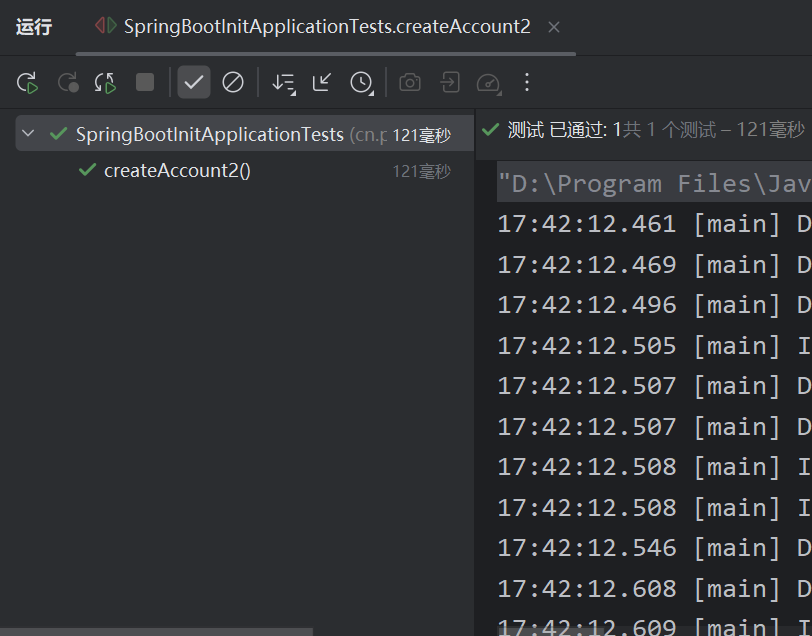 运行 SpringBootInitApplicationTests.createAccount2
SpringBootInitApplicationTests (cn.p 121毫秒
createAccount2() 121毫秒
测试 已通过: 1共 1 个测试 – 121毫秒
"D:\Program Files\Jav
17:42:12.461 [main] D
17:42:12.469 [main] D
17:42:12.496 [main] D
17:42:12.505 [main] I
17:42:12.507 [main] D
17:42:12.507 [main] D
17:42:12.508 [main] I
17:42:12.508 [main] I
17:42:12.546 [main] D
17:42:12.608 [main] D
17:42:12.609 [main] I